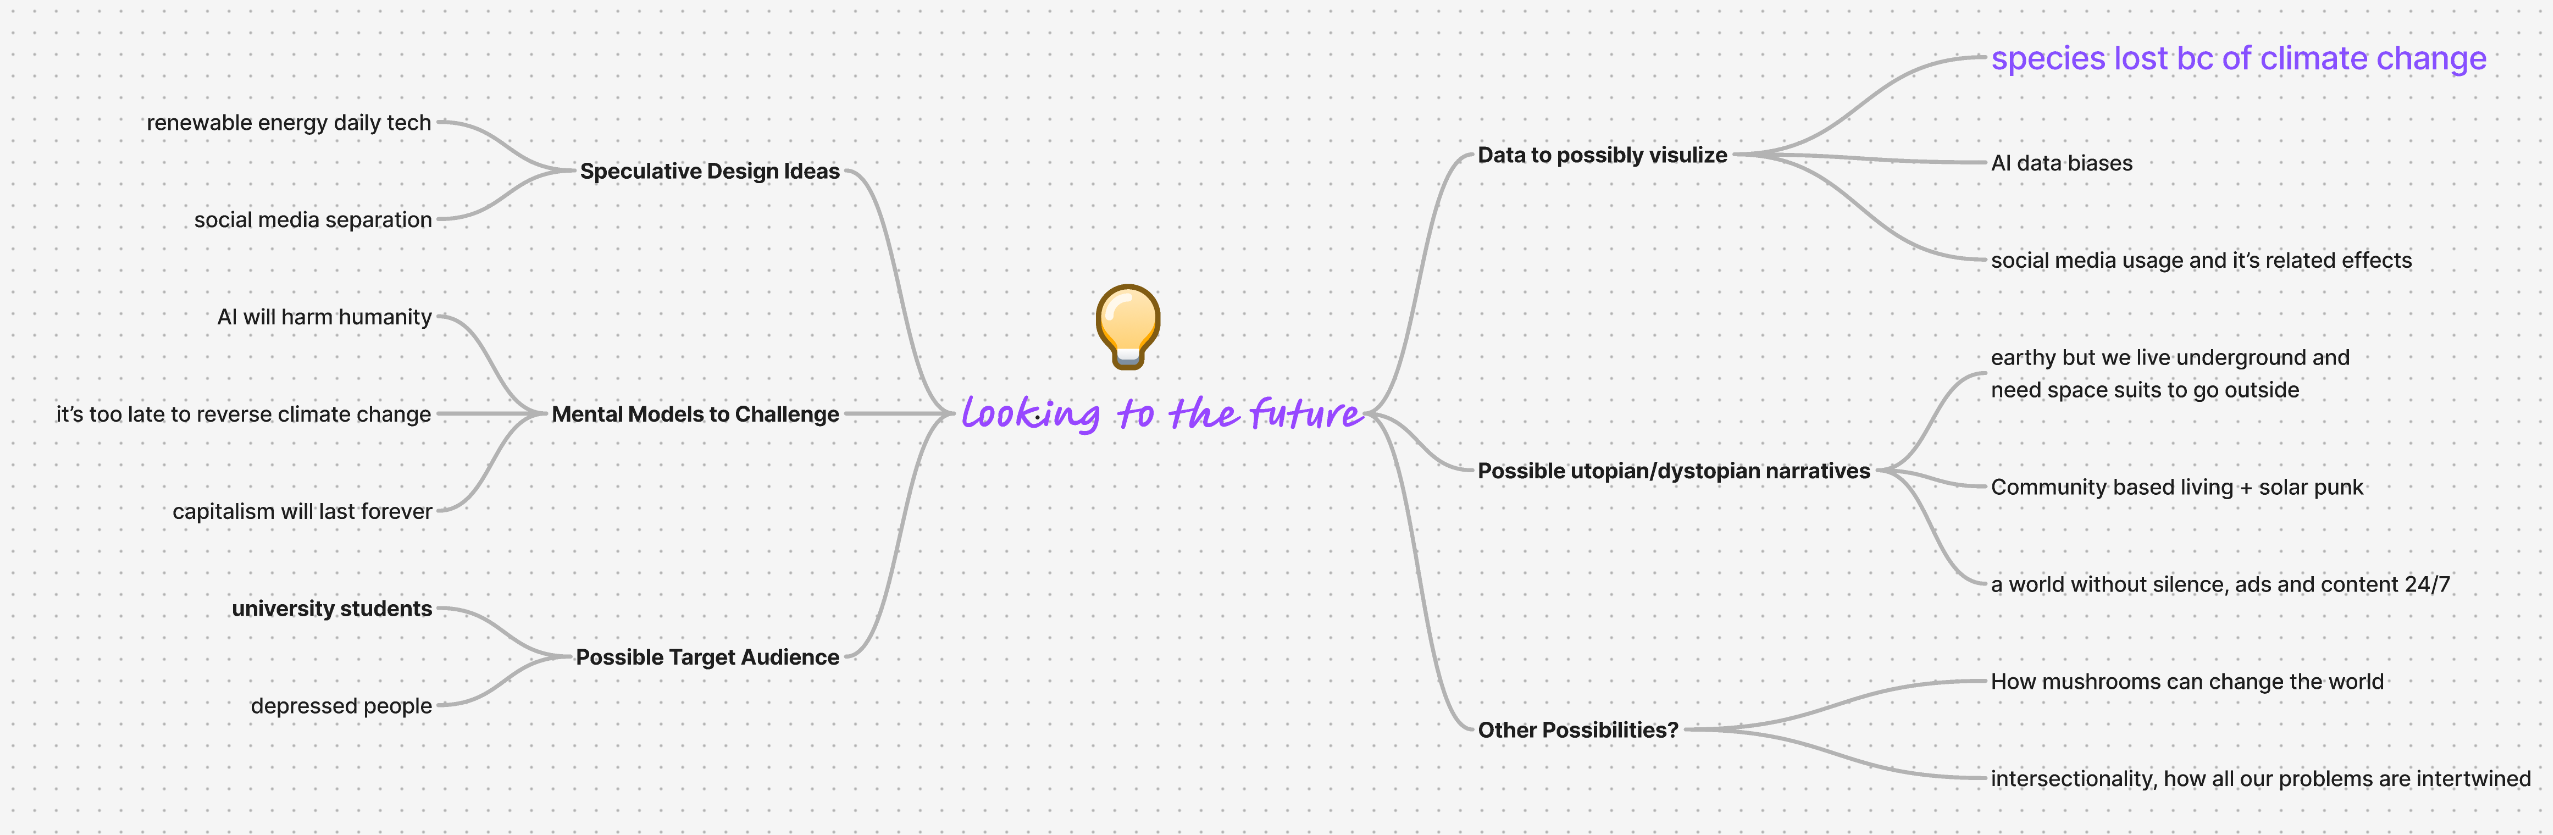 renewable energy daily tech
Speculative Design Ideas
social media separation
AI will harm humanity
it's too late to reverse climate change
Mental Models to Challenge
capitalism will last forever
university students
Possible Target Audience
depressed people
Looking to the future
species lost bc of climate change
Data to possibly visulize
AI data biases
social media usage and it's related effects
earthy but we live underground and
need space suits to go outside
Possible utopian/dystopian narratives
Community based living + solar punk
a world without silence, ads and content 24/7
How mushrooms can change the world
Other Possibilities?
intersectionality, how all our problems are intertwined